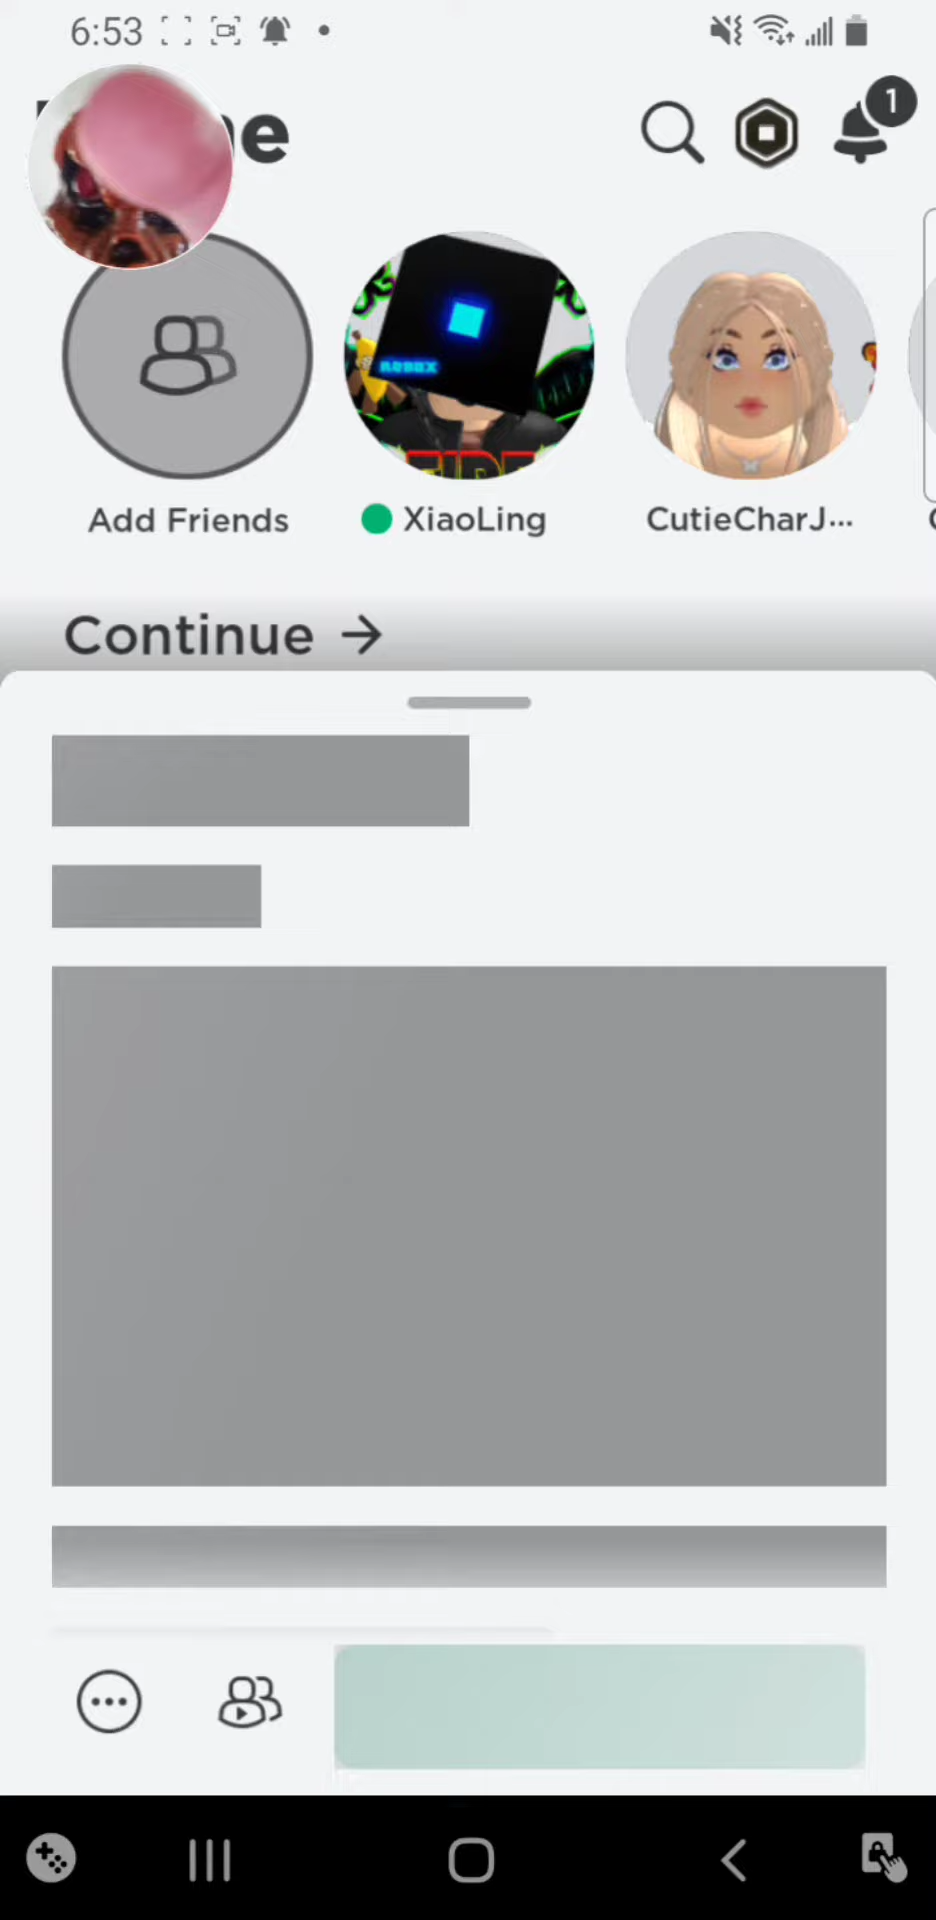 6:53
1
Add Friends
XiaoLing
CutieCharJ...
Continue →